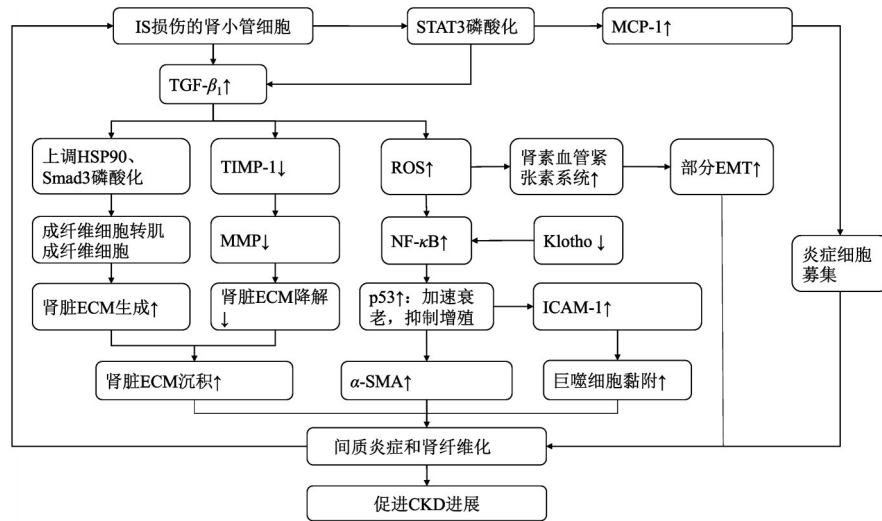 IS损伤的肾小管细胞
STAT3磷酸化
MCP-1↑
TGF-β₁↑
上调HSP90、
Smad3磷酸化
TIMP-1↓
ROS↑
肾素血管紧
张素系统↑
部分EMT↑
成纤维细胞转肌
成纤维细胞
MMP↓
NF-κB↑
Klotho ↓
炎症细胞
募集
肾脏ECM生成↑
肾脏ECM降解
↓
p53↑：加速衰
老，抑制增殖
ICAM-1↑
肾脏ECM沉积↑
α-SMA↑
巨噬细胞黏附↑
间质炎症和肾纤维化
促进CKD进展